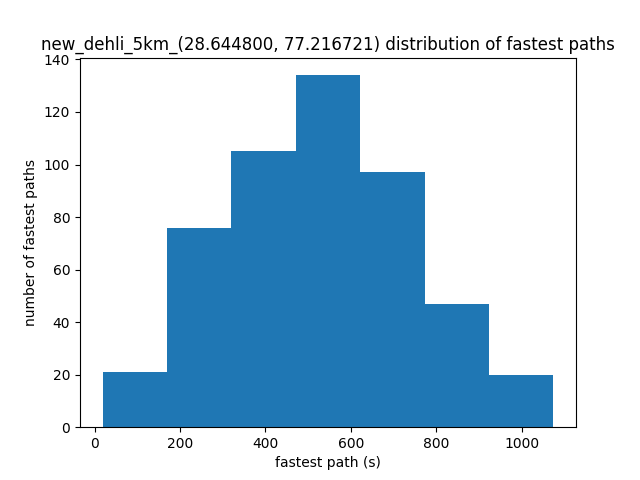 new_dehli_5km_(28.644800, 77.216721) distribution of fastest paths
140
120
100
80
60
40
20
0
number of fastest paths
0 200 400 600 800 1000
fastest path (s)